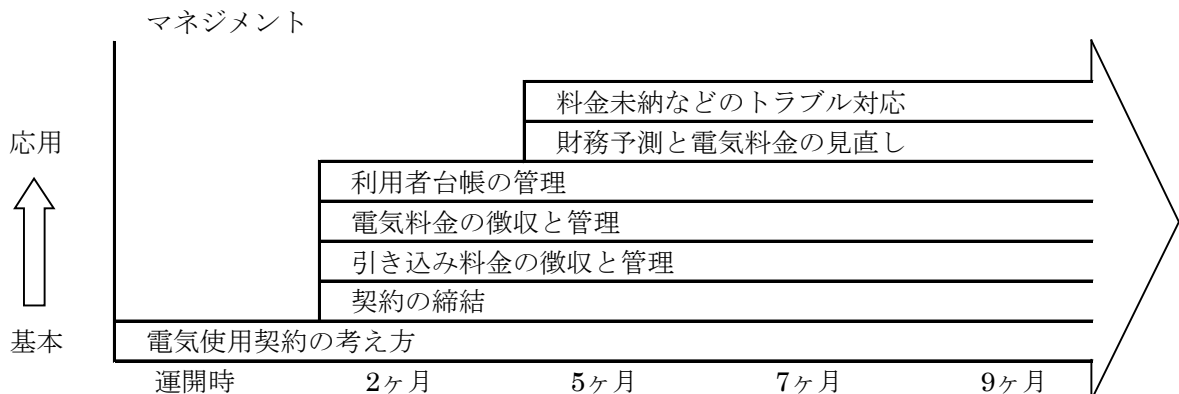 マネジメント
料金未納などのトラブル対応
応用
財務予測と電気料金の見直し
利用者台帳の管理
電気料金の徴収と管理
引き込み料金の徴収と管理
契約の締結
基本
電気使用契約の考え方
運開時 2ヶ月 5ヶ月 7ヶ月 9ヶ月